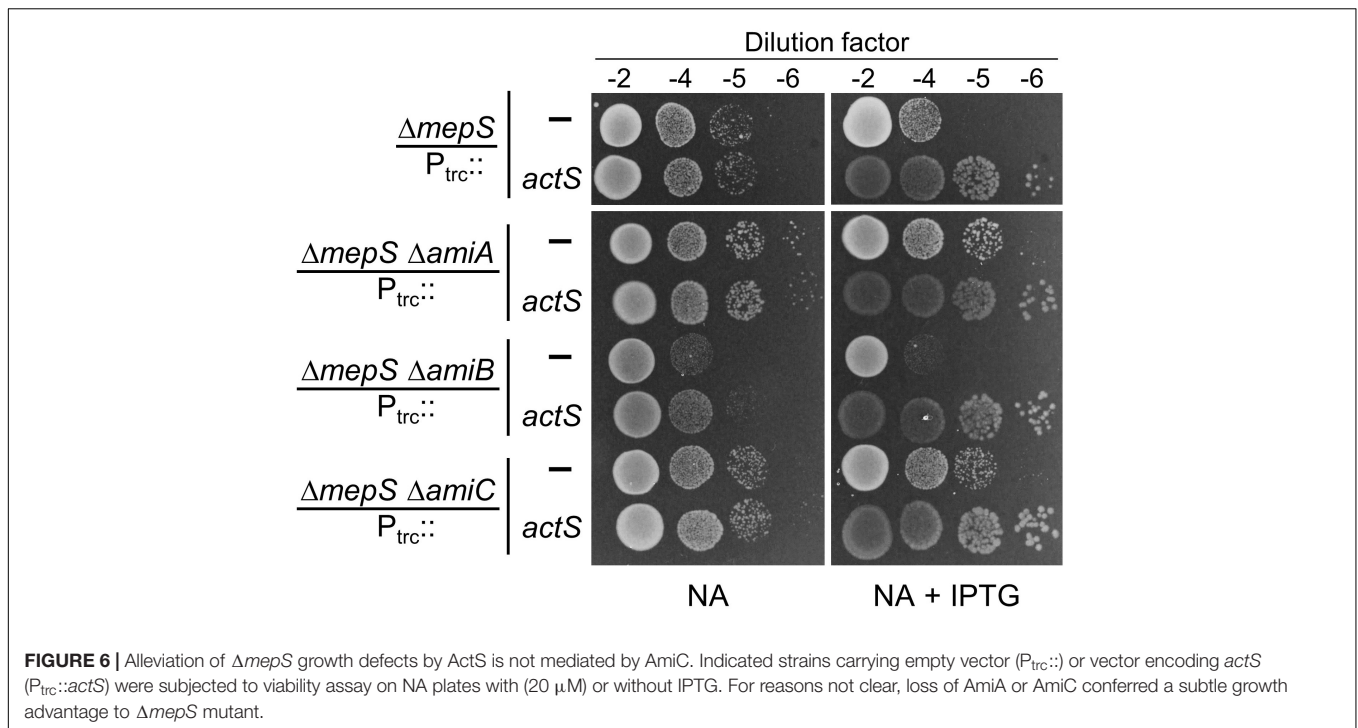 Dilution factor
-2 -4 -5 -6 -2 -4 -5 -6
ΔmepS
Ptrc::
–
actS
ΔmepS ΔamiA
Ptrc::
–
actS
ΔmepS ΔamiB
Ptrc::
–
actS
ΔmepS ΔamiC
Ptrc::
–
actS
NA NA + IPTG
FIGURE 6 | Alleviation of ΔmepS growth defects by ActS is not mediated by AmiC. Indicated strains carrying empty vector (Ptrc::) or vector encoding actS
(Ptrc::actS) were subjected to viability assay on NA plates with (20 μM) or without IPTG. For reasons not clear, loss of AmiA or AmiC conferred a subtle growth
advantage to ΔmepS mutant.